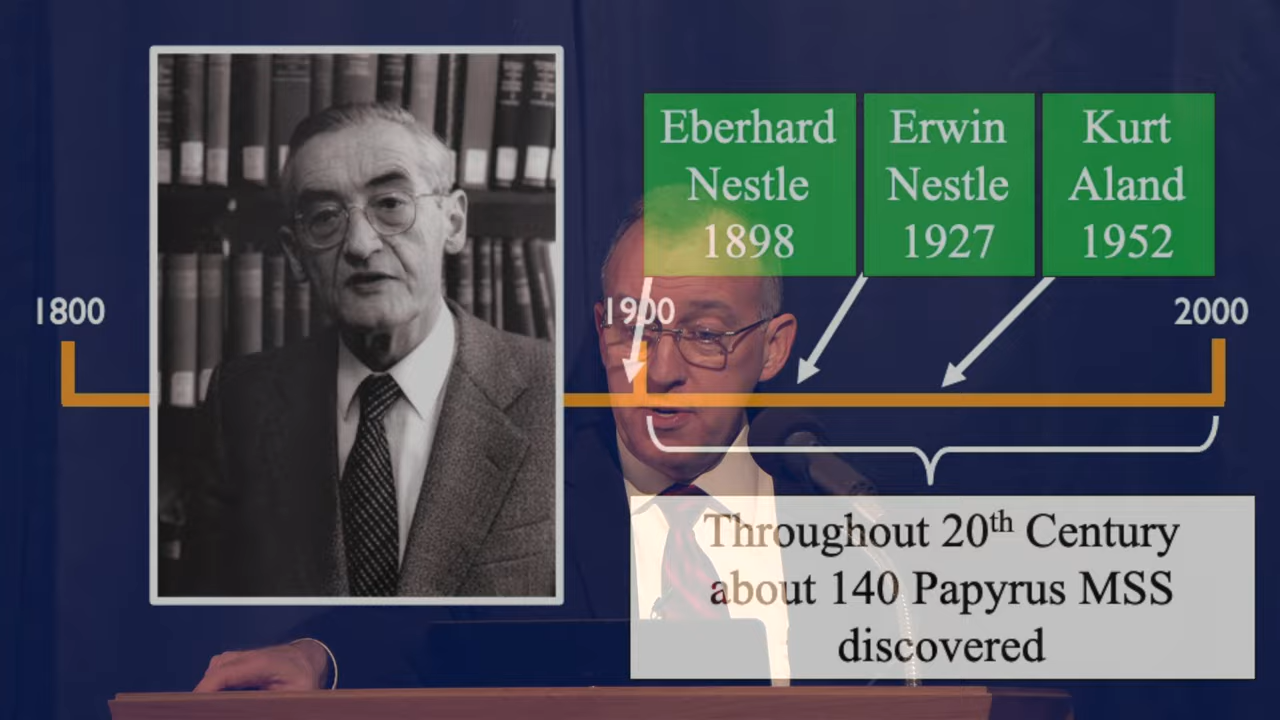 Eberhard
Nestle
1898
Erwin
Nestle
1927
Kurt
Aland
1952
1800
1900
2000
Throughout 20th Century
about 140 Papyrus MSS
discovered